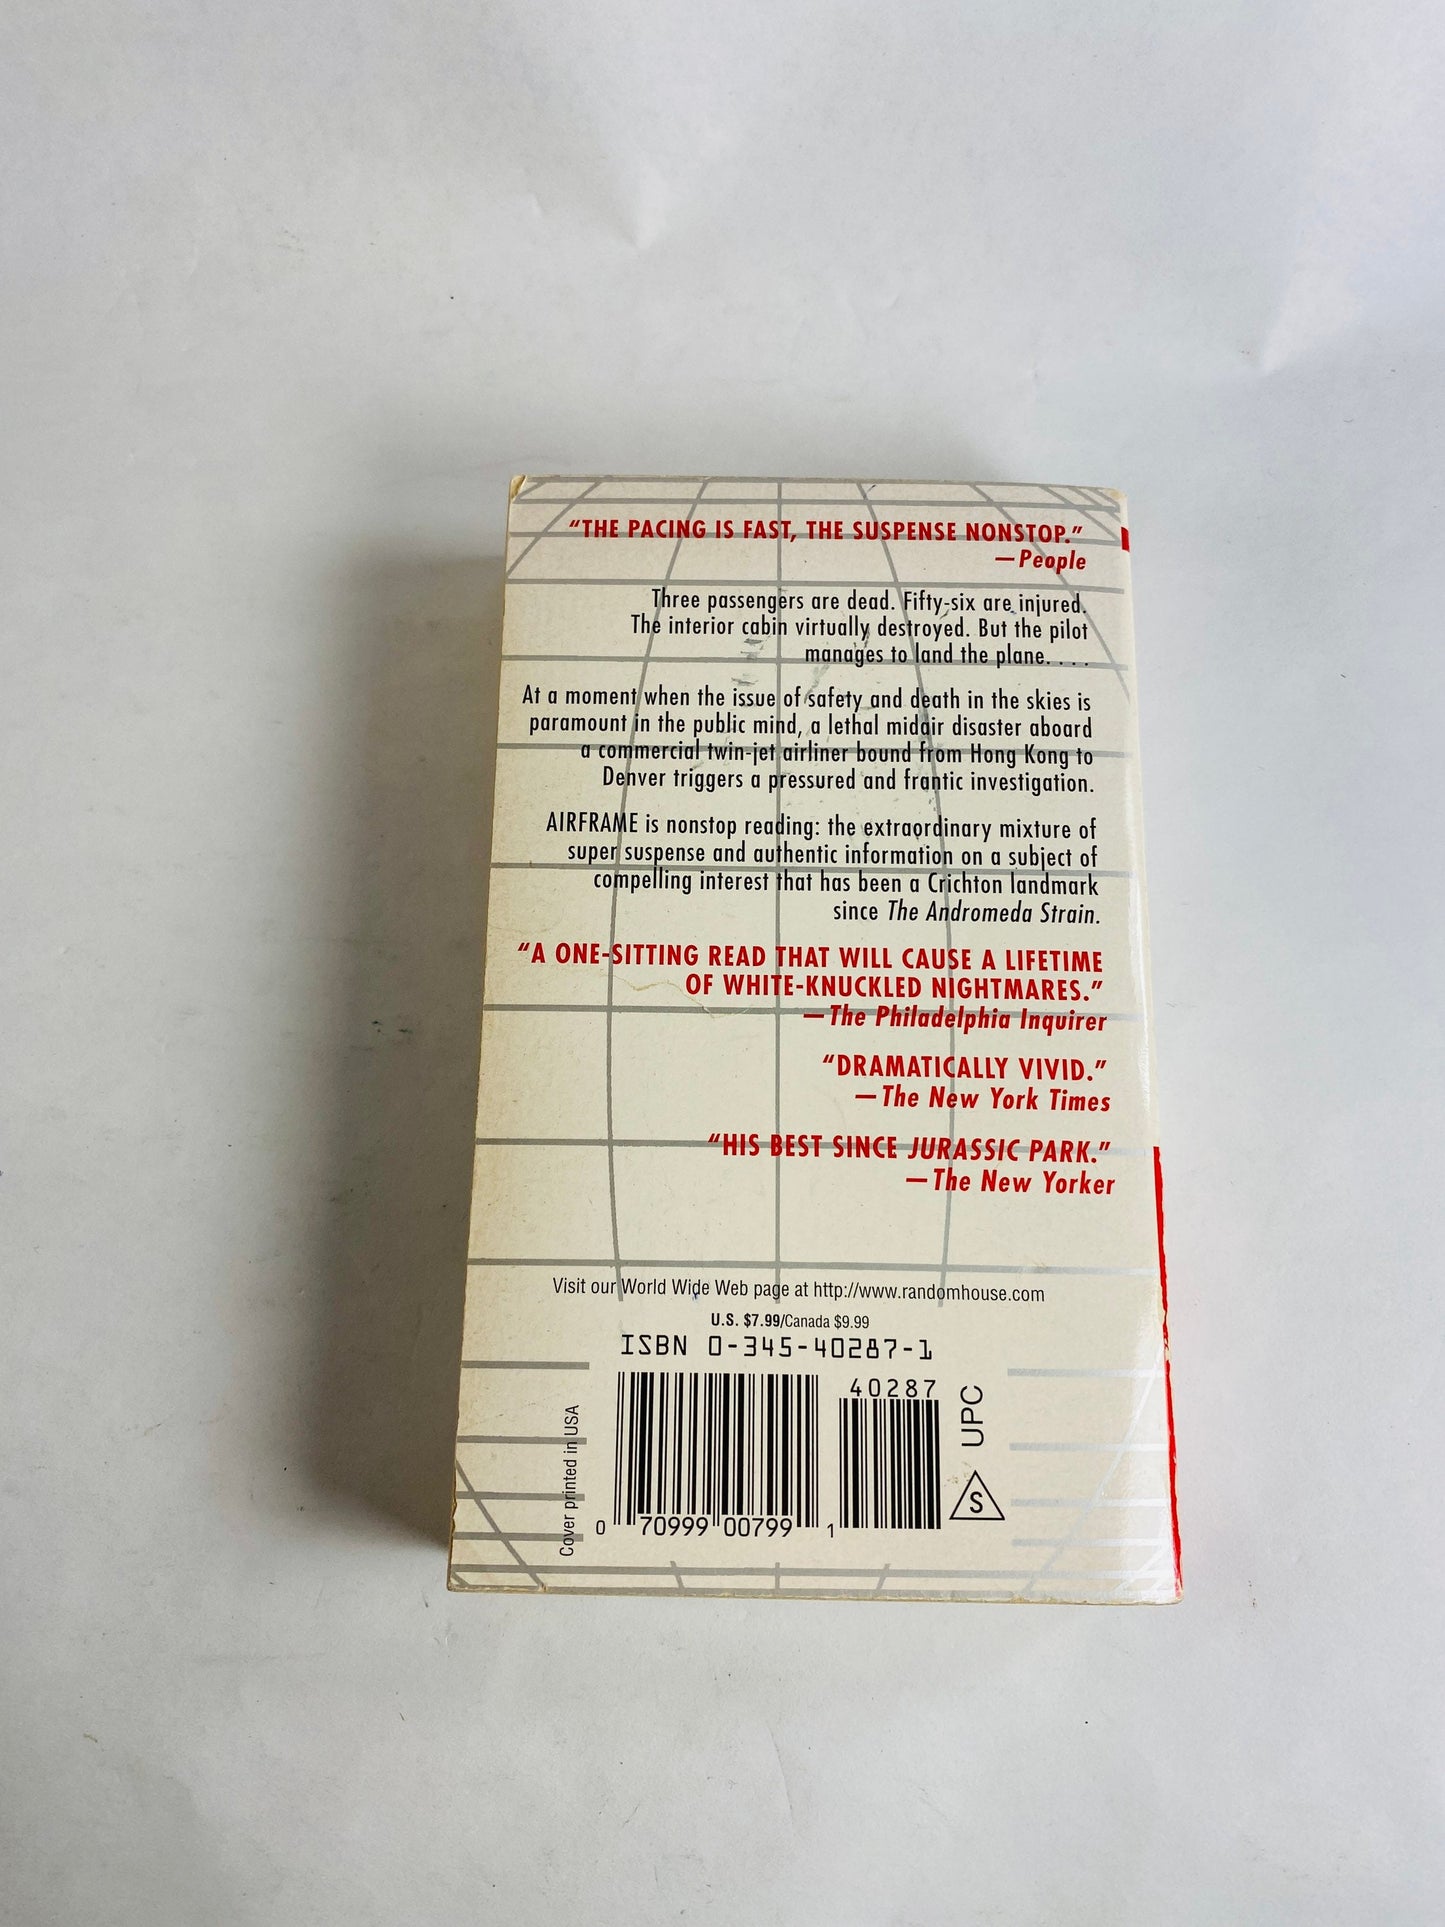 “THE PACING IS FAST, THE SUSPENSE NONSTOP.”
—People
Three passengers are dead. Fifty-six are injured.
The interior cabin virtually destroyed. But the pilot
manages to land the plane. . . .
At a moment when the issue of safety and death in the skies is
paramount in the public mind, a lethal midair disaster aboard
a commercial twin-jet airliner bound from Hong Kong to
Denver triggers a pressured and frantic investigation.
AIRFRAME is nonstop reading: the extraordinary mixture of
super suspense and authentic information on a subject of
compelling interest that has been a Crichton landmark
since The Andromeda Strain.
“A ONE-SITTING READ THAT WILL CAUSE A LIFETIME
OF WHITE-KNUCKLED NIGHTMARES.”
—The Philadelphia Inquirer
“DRAMATICALLY VIVID.”
—The New York Times
“HIS BEST SINCE JURASSIC PARK.”
—The New Yorker
Visit our World Wide Web page at http://www.randomhouse.com
U.S. $7.99/Canada $9.99
ISBN 0-345-40287-1
40287
UPC
S
Cover printed in USA
0 70999 00799 1